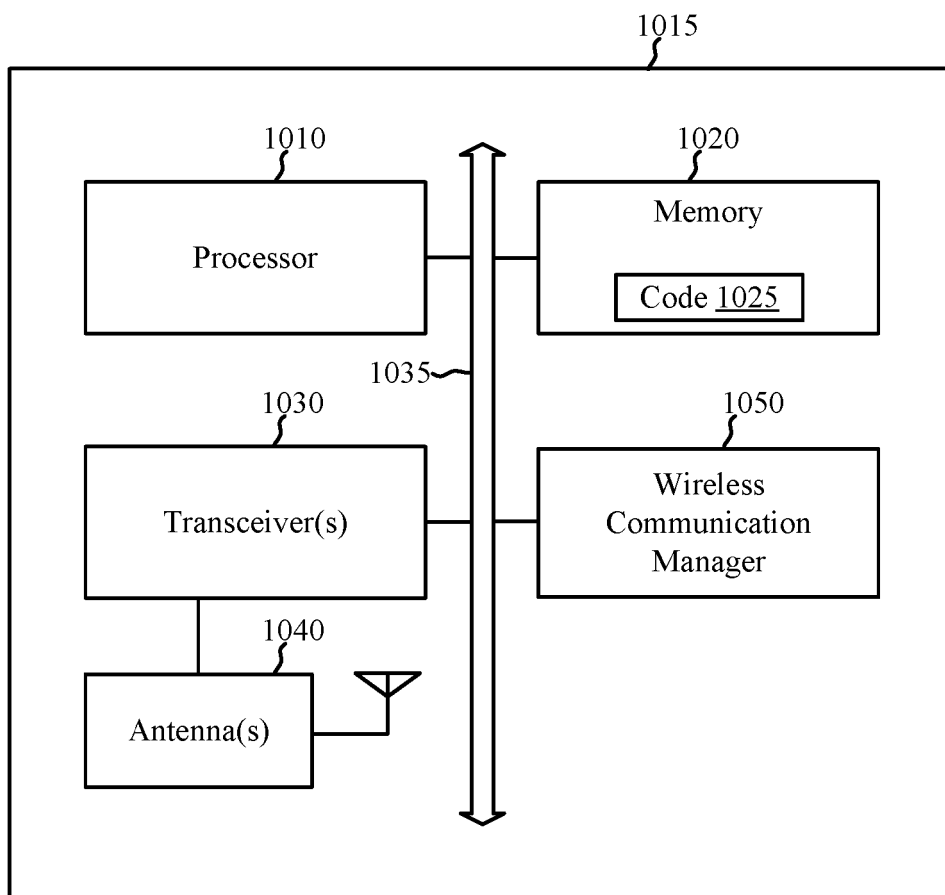 1015
1010
Processor
1020
Memory
Code 1025
1035
1030
Transceiver(s)
1050
Wireless
Communication
Manager
1040
Antenna(s)